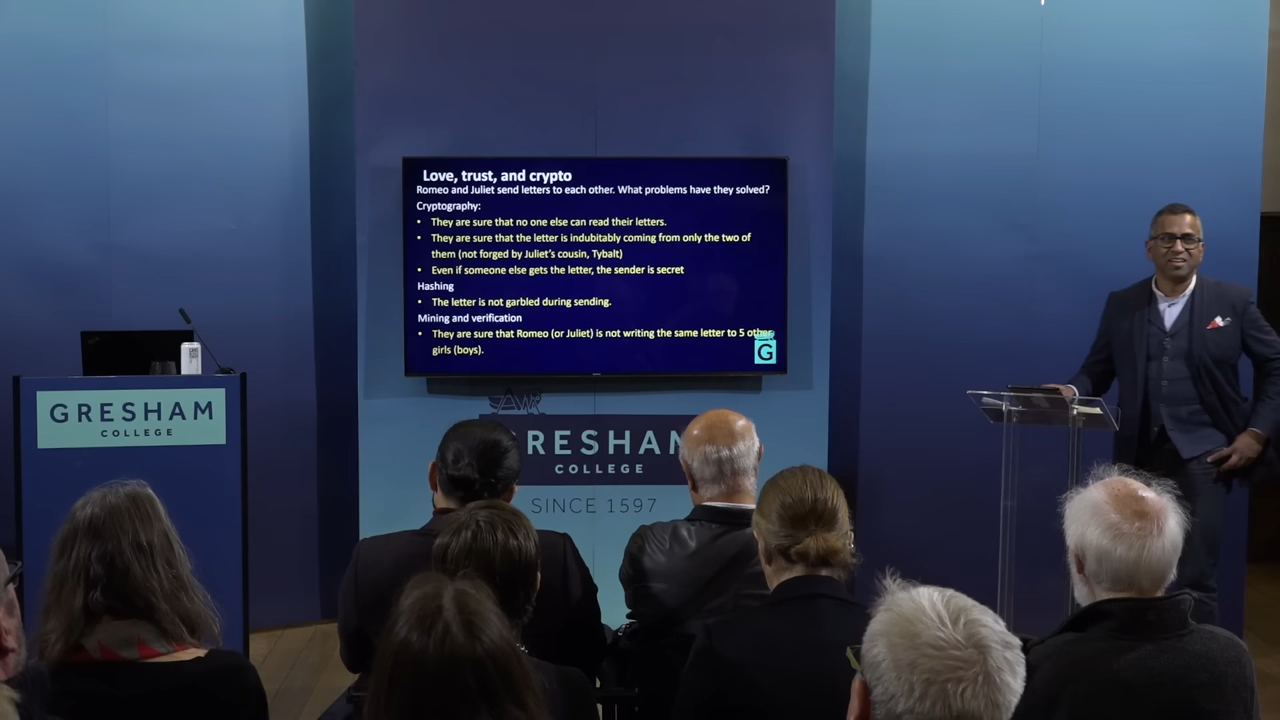 Love, trust, and crypto
Romeo and Juliet send letters to each other. What problems have they solved?
Cryptography:
• They are sure that no one else can read their letters.
• They are sure that the letter is indubitably coming from only the two of
them (not forged by Juliet's cousin, Tybalt)
• Even if someone else gets the letter, the sender is secret
Hashing
• The letter is not garbled during sending.
Mining and verification
• They are sure that Romeo (or Juliet) is not writing the same letter to 5 other
girls (boys).
G
GRESHAM
COLLEGE
GRESHAM
COLLEGE
SINCE 1597